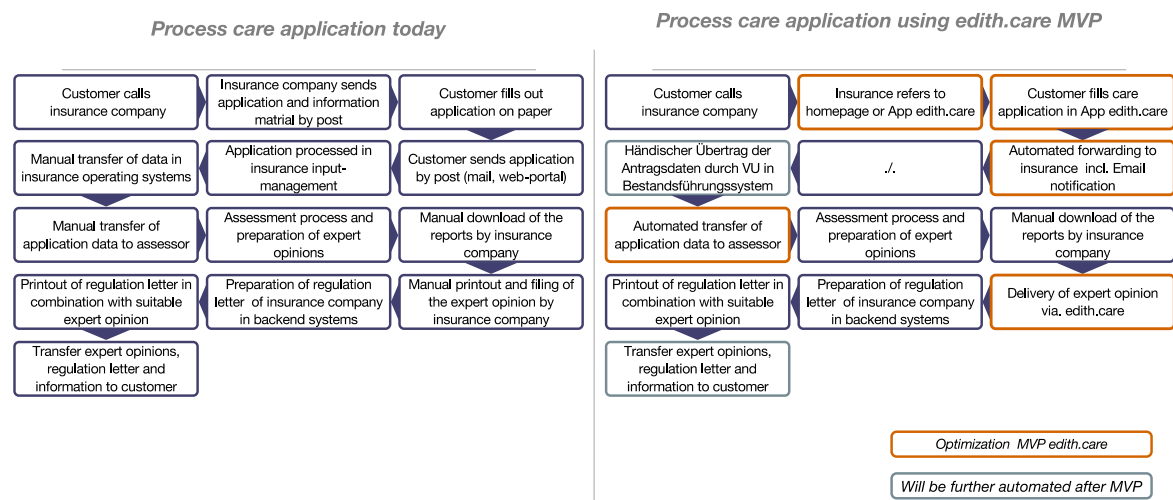 Process care application today
Customer calls
insurance company
Insurance company sends
application and information
matrial by post
Customer fills out
application on paper
Manual transfer of data in
insurance operating systems
Application processed in
insurance input-
management
Customer sends application
by post (mail, web-portal)
Manual transfer of
application data to assessor
Assessment process and
preparation of expert
opinions
Manual download of the
reports by insurance
company
Printout of regulation letter in
combination with suitable
expert opinion
Preparation of regulation
letter of insurance company
in backend systems
Manual printout and filing of
the expert opinion by
insurance company
Transfer expert opinions,
regulation letter and
information to customer
Process care application using edith.care MVP
Customer calls
insurance company
Insurance refers to
homepage or App edith.care
Customer fills care
application in App edith.care
Händischer Übertrag der
Antragsdaten durch VU in
Bestandsführungssystem
./.
Automated forwarding to
insurance incl. Email
notification
Automated transfer of
application data to assessor
Assessment process and
preparation of expert
opinions
Manual download of the
reports by insurance
company
Printout of regulation letter in
combination with suitable
expert opinion
Preparation of regulation
letter of insurance company
in backend systems
Delivery of expert opinion
via. edith.care
Transfer expert opinions,
regulation letter and
information to customer
Optimization MVP edith.care
Will be further automated after MVP